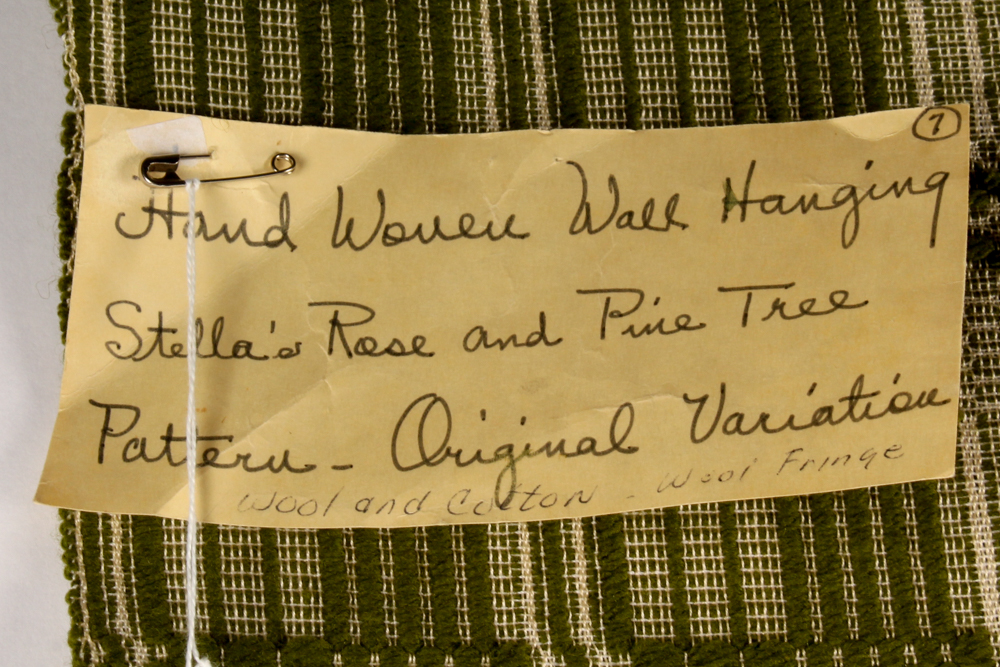 7
Hand Woven Wall Hanging
Stella's Rose and Pine Tree
Pattern - Original Variation
Wool and Cotton - Wool Fringe